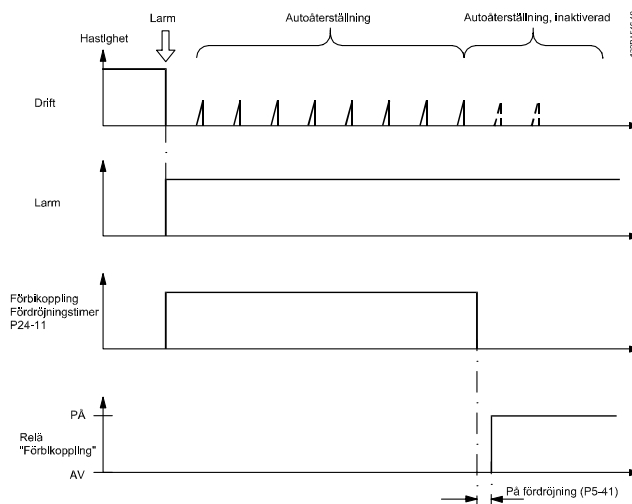 Larm
Autoåterställning
Autoåterställning, inaktiverad
Hastighet
Drift
Larm
Förbikoppling
Fördröjningstimer
P24-11
PÅ
Relä
"Förbikoppling"
AV
På fördröjning (P5-41)